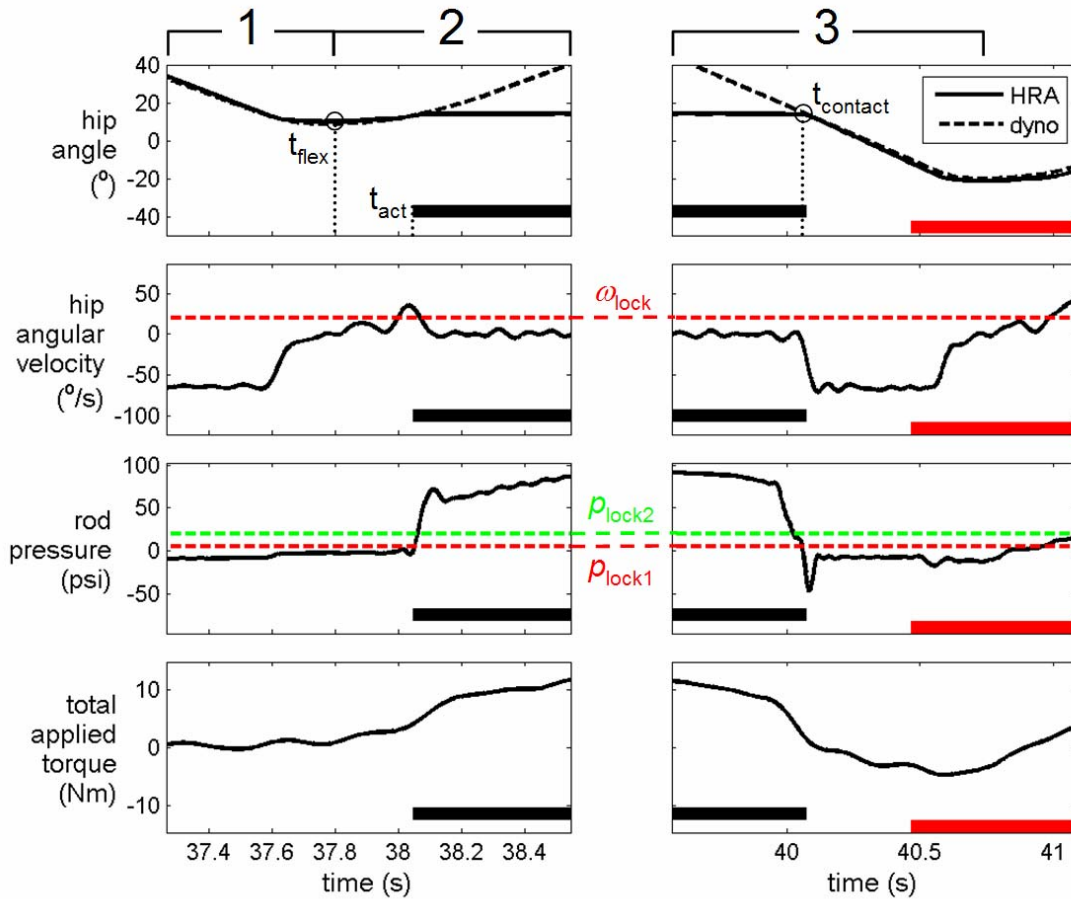 1 2 3
40
20
0
-20
-40
hip
angle
(º)
t_flex
t_act
t_contact
HRA
dyno
50
0
-50
-100
hip
angular
velocity
(º/s)
ω_lock
100
50
0
-50
rod
pressure
(psi)
p_lock2
p_lock1
10
0
-10
total
applied
torque
(Nm)
37.4 37.6 37.8 38 38.2 38.4
time (s)
40 40.5 41
time (s)